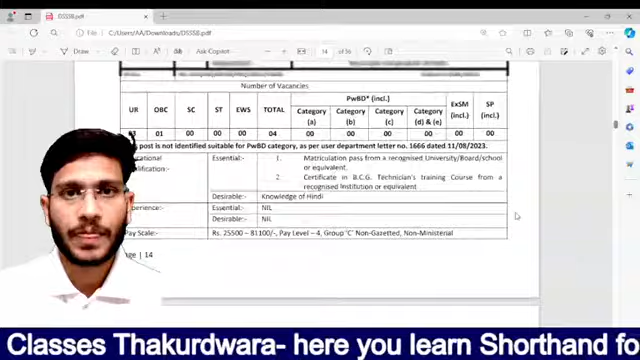 DSSSB.pdf
File
C:/Users/AA/Downloads/DSSSB.pdf
Draw
Ask Copilot
14 of 56
Number of Vacancies
UR OBC SC ST EWS TOTAL PwBD* (incl.) ExSM (incl.) SP (incl.)
Category (a) Category (b) Category (c) Category (d) & (e)
03 01 00 00 00 04 00 00 00 00 00 00
post is not identified suitable for PwBD category, as per user department letter no. 1666 dated 11/08/2023.
Essential:- 1. Matriculation pass from a recognised University/Board/school
or equivalent.
2. Certificate in B.C.G. Technician's training Course from a
recognised Institution or equivalent
Desirable:- Knowledge of Hindi
Essential:- NIL
Desirable:- NIL
Pay Scale:- Rs. 25500 – 81100/-, Pay Level – 4, Group 'C' Non-Gazetted, Non-Ministerial
| 14
Classes Thakurdwara- here you learn Shorthand fo